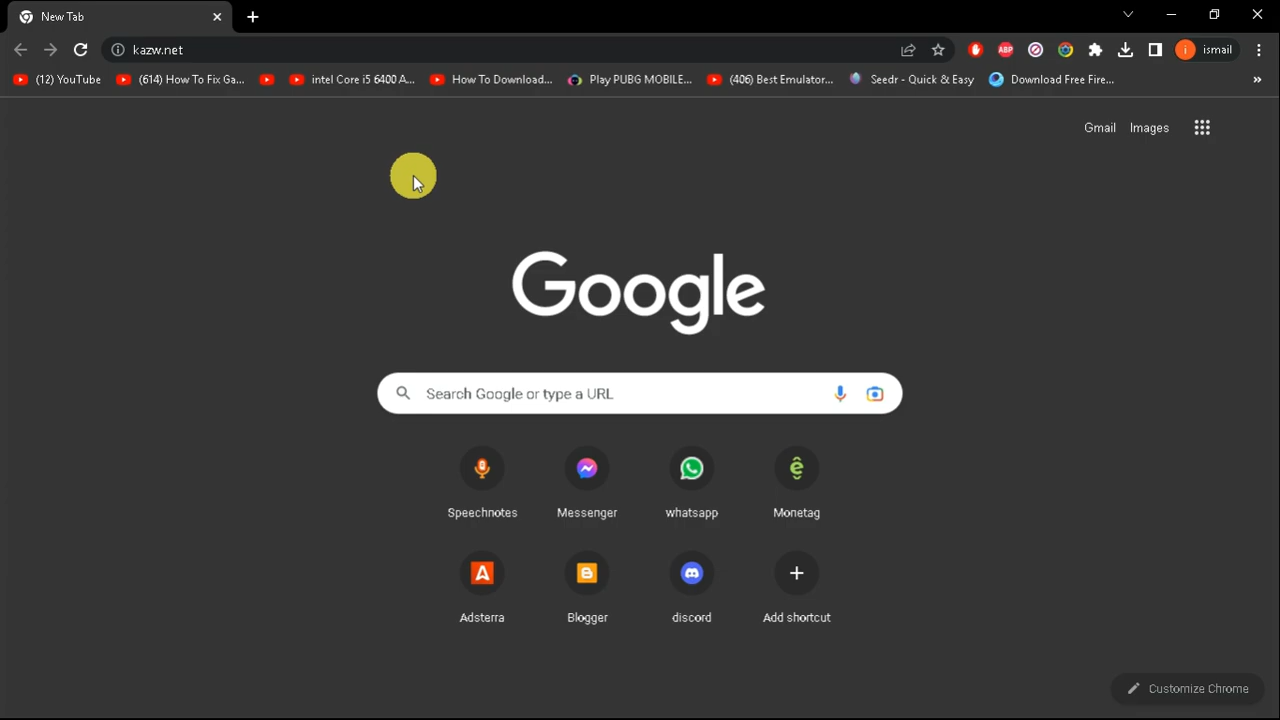 New Tab
kazw.net
ismail
(12) YouTube
(614) How To Fix Ga...
intel Core i5 6400 A...
How To Download...
Play PUBG MOBILE...
(406) Best Emulator...
Seedr - Quick & Easy
Download Free Fire...
»
Gmail
Images
Google
Search Google or type a URL
Speechnotes
Messenger
whatsapp
Monetag
Adsterra
Blogger
discord
Add shortcut
Customize Chrome
ABP
i